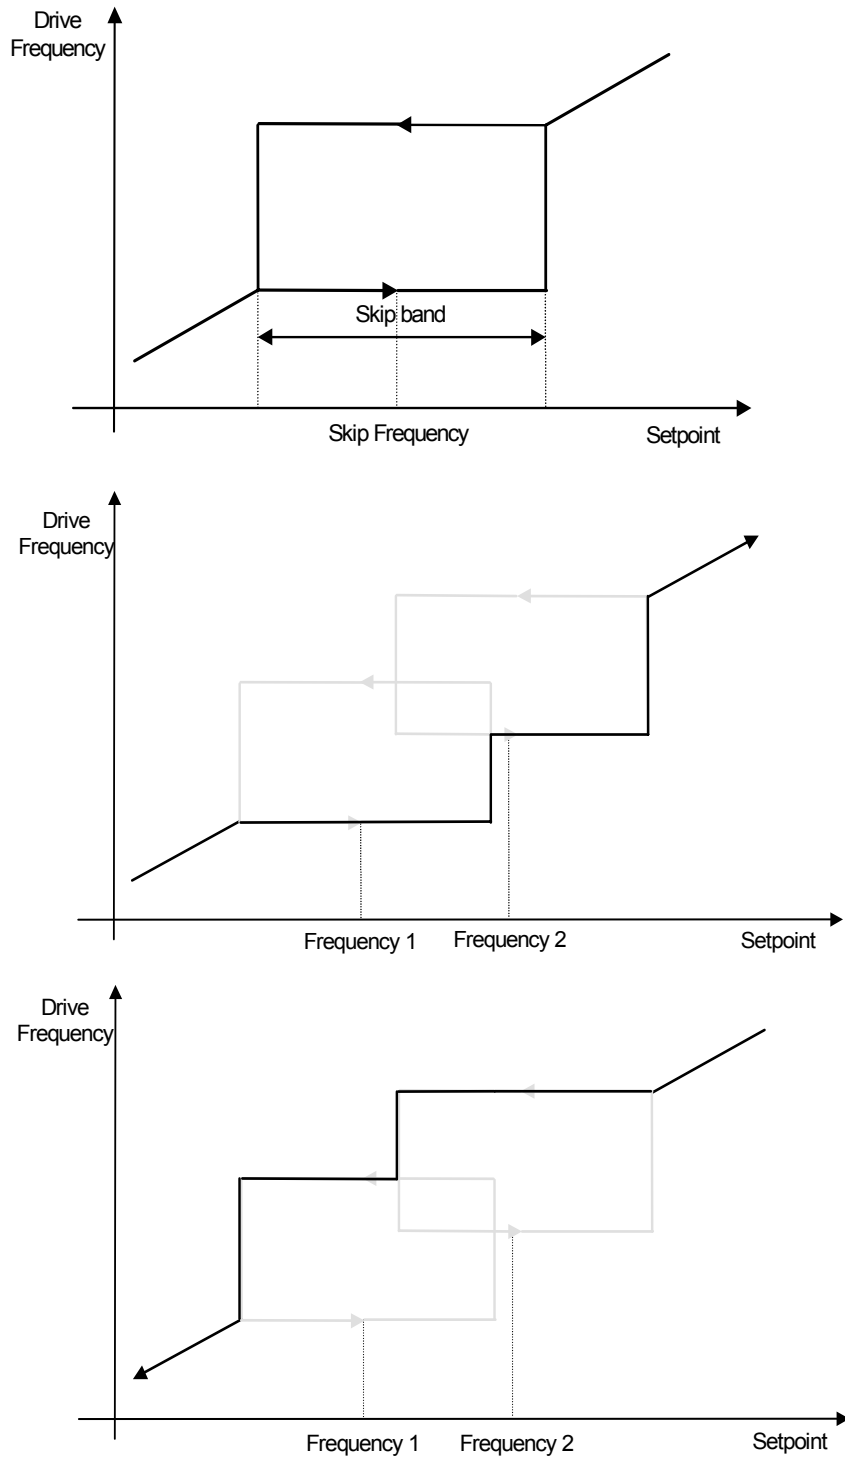 Drive
Frequency
Skip band
Skip Frequency
Setpoint
Drive
Frequency
Frequency 1
Frequency 2
Setpoint
Drive
Frequency
Frequency 1
Frequency 2
Setpoint